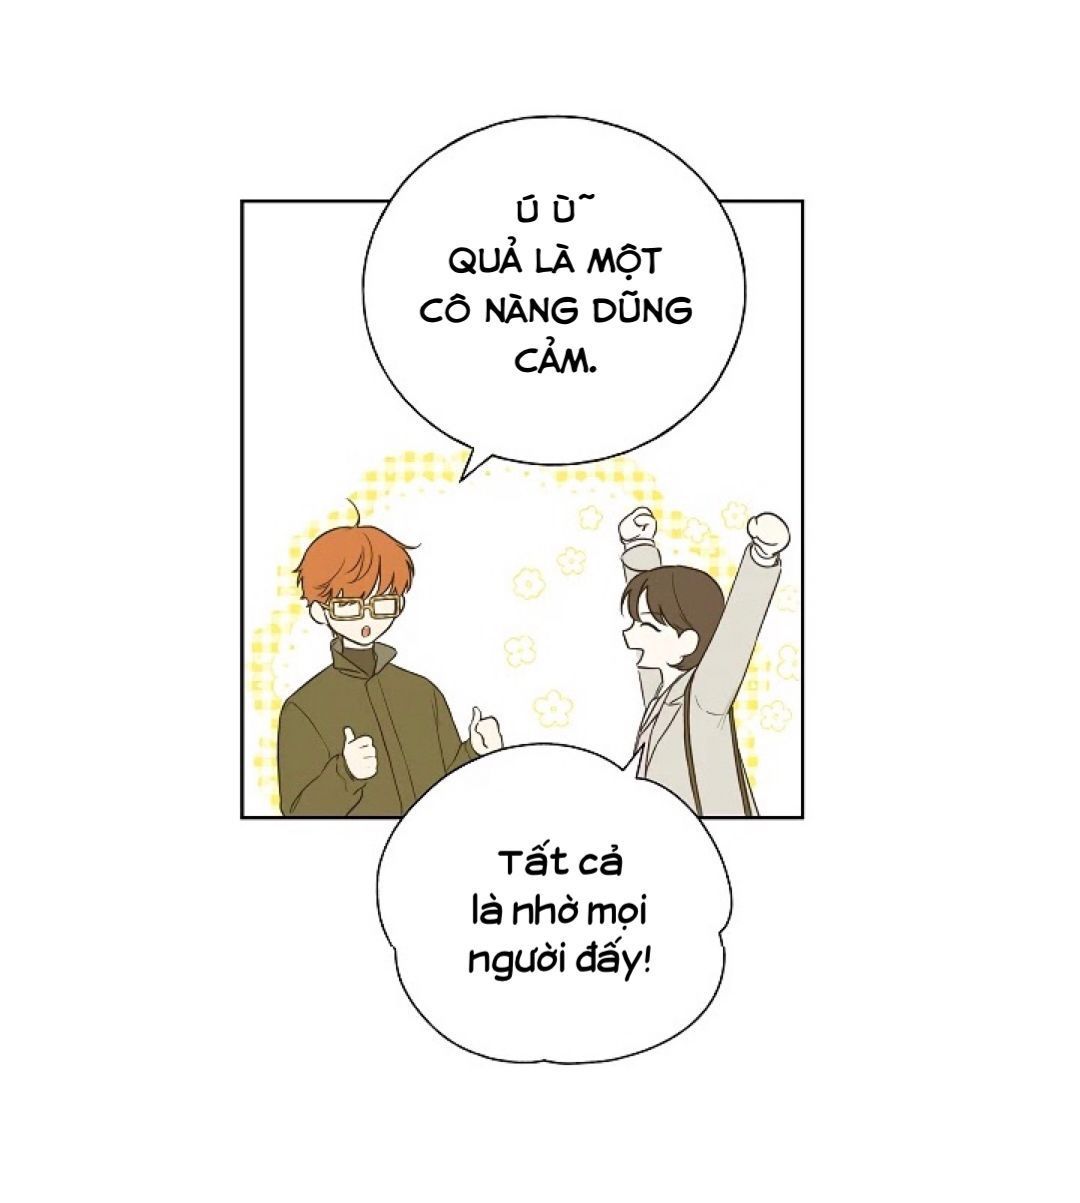 Ú Ù~
QUẢ LÀ MỘT
CÔ NÀNG DŨNG
CẢM.
Tất cả
là nhờ mọi
người đấy!